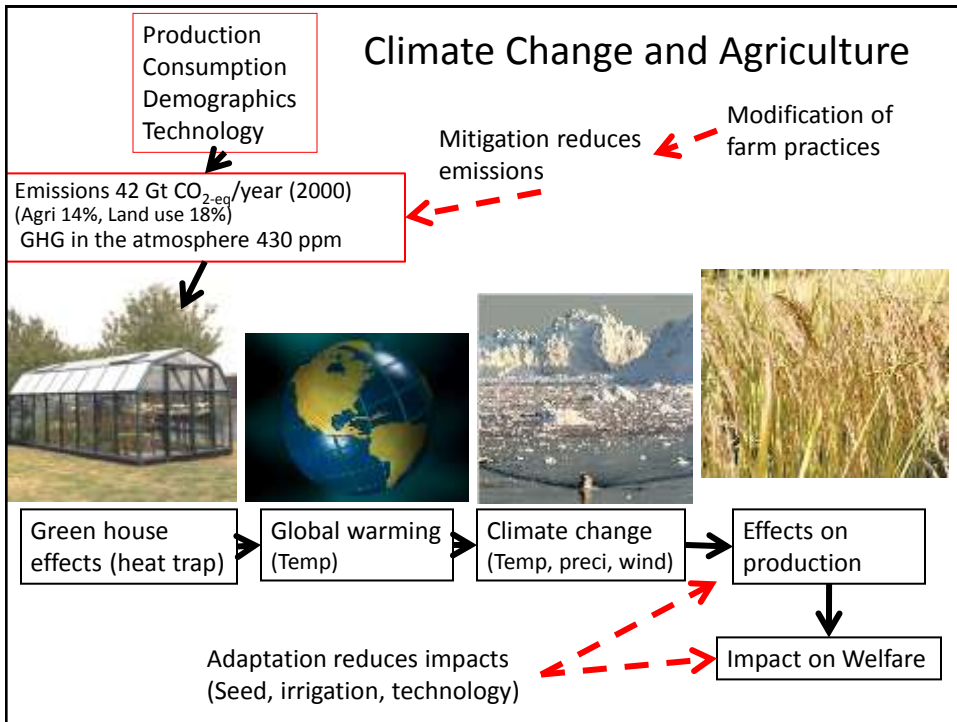 Production
Consumption
Demographics
Technology
Climate Change and Agriculture
Mitigation reduces
emissions
Modification of
farm practices
Emissions 42 Gt CO2-eq/year (2000)
(Agri 14%, Land use 18%)
GHG in the atmosphere 430 ppm
Green house
effects (heat trap)
Global warming
(Temp)
Climate change
(Temp, preci, wind)
Effects on
production
Adaptation reduces impacts
(Seed, irrigation, technology)
Impact on Welfare